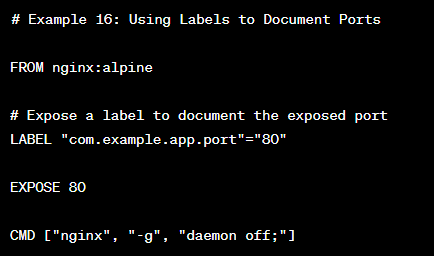 # Example 16: Using Labels to Document Ports
FROM nginx:alpine
# Expose a label to document the exposed port
LABEL "com.example.app.port"="80"
EXPOSE 80
CMD ["nginx", "-g", "daemon off;"]